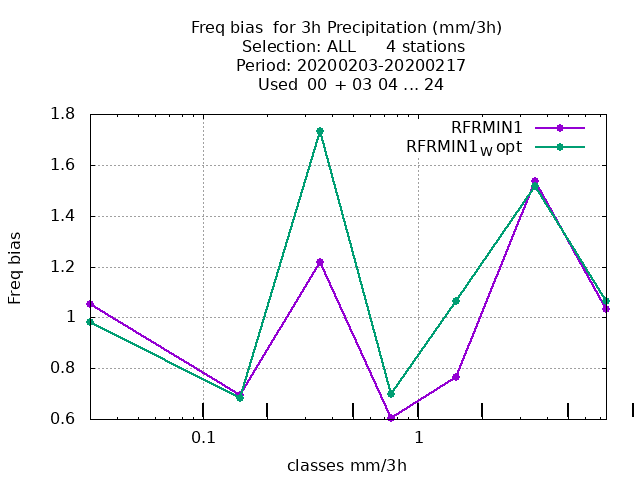 Freq bias  for 3h Precipitation (mm/3h)
Selection: ALL      4 stations
Period: 20200203-20200217
Used  00  + 03 04 ... 24
1.8
RFRMIN1
RFRMIN1W opt
1.6
1.4
1.2
1
0.8
0.6
Freq bias
0.1
1
classes mm/3h